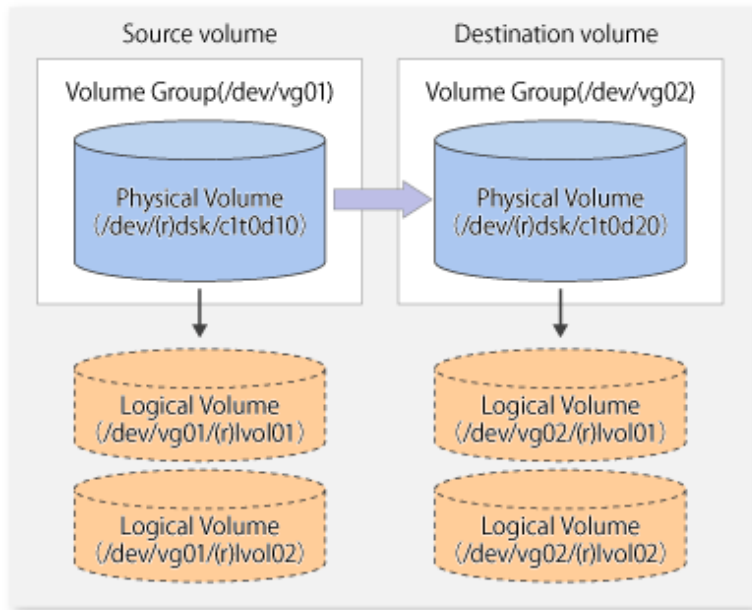 Source volume
Destination volume
Volume Group(/dev/vg01)
Volume Group(/dev/vg02)
Physical Volume
(/dev/(r)dsk/c1t0d10)
Physical Volume
(/dev/(r)dsk/c1t0d20)
Logical Volume
(/dev/vg01/(r)lvol01)
Logical Volume
(/dev/vg02/(r)lvol01)
Logical Volume
(/dev/vg01/(r)lvol02)
Logical Volume
(/dev/vg02/(r)lvol02)